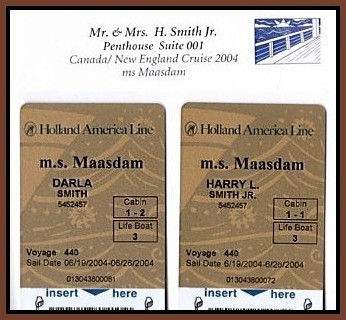 Mr. & Mrs. H. Smith Jr.
Penthouse Suite 001
Canada/ New England Cruise 2004
ms Maasdam
Holland America Line
m.s. Maasdam
DARLA
SMITH
5452457
Cabin
1 - 2
Life Boat
3
Voyage 440
Sail Date 06/19/2004-06/26/2004
013043800061
insert here
Holland America Line
m.s. Maasdam
HARRY L.
SMITH JR.
5452457
Cabin
1 - 1
Life Boat
3
Voyage 440
Sail Date 6/19/2004-6/26/2004
013043800072
insert here